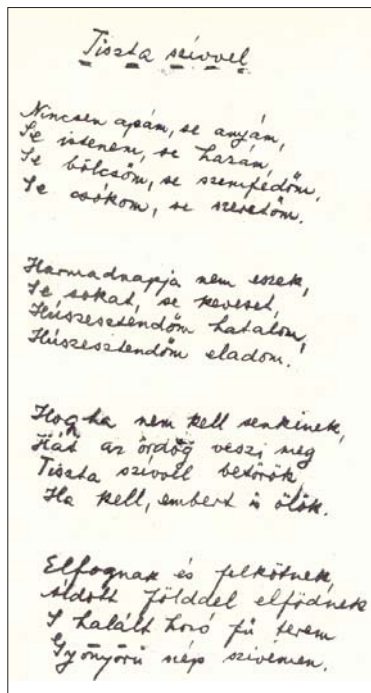 Tiszta szívvel
Nincsen apám, se anyám,
Se istenem, se hazám,
Se bölcsőm, se szemfedőm,
Se csókom, se szeretőm.
Harmadnapja nem eszek,
Se sokat, se keveset,
Húszesztendőm hatalom,
Húszesztendőm eladom.
Hogyha nem kell senkinek,
Hát az ördög veszi meg
Tiszta szívvel betörök,
Ha kell, embert is ölök.
Elfognak és felkötnek,
Áldott földdel elfödnek
S halált hozó fű terem
Gyönyörű szép szívemen.